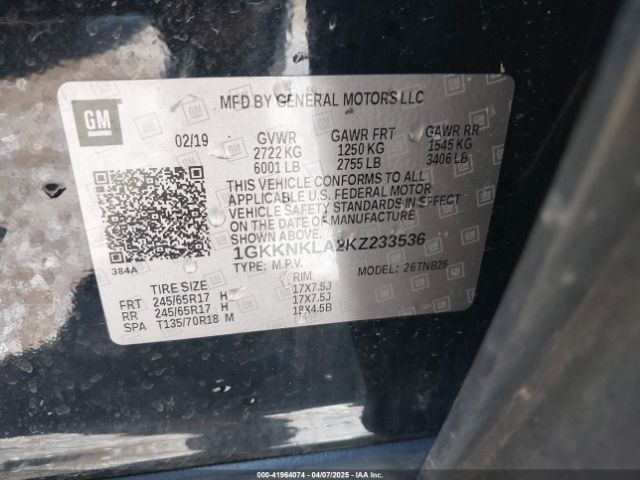 GM
MFD BY GENERAL MOTORS LLC
02/19 GVWR GAWR FRT GAWR RR
2722 KG 1250 KG 1545 KG
6001 LB 2755 LB 3406 LB
THIS VEHICLE CONFORMS TO ALL
APPLICABLE U.S. FEDERAL MOTOR
VEHICLE SAFETY STANDARDS IN EFFECT
ON THE DATE OF MANUFACTURE
SHOWN ABOVE.
1GKKNKLA2KZ233536
TYPE: M.P.V. MODEL: 26TNB26
384A
TIRE SIZE RIM
FRT 245/65R17 H 17X7.5J
RR 245/65R17 H 17X7.5J
SPA T135/70R18 M 18X4.5B
000-41964074 - 04/07/2025 - IAAI.COM